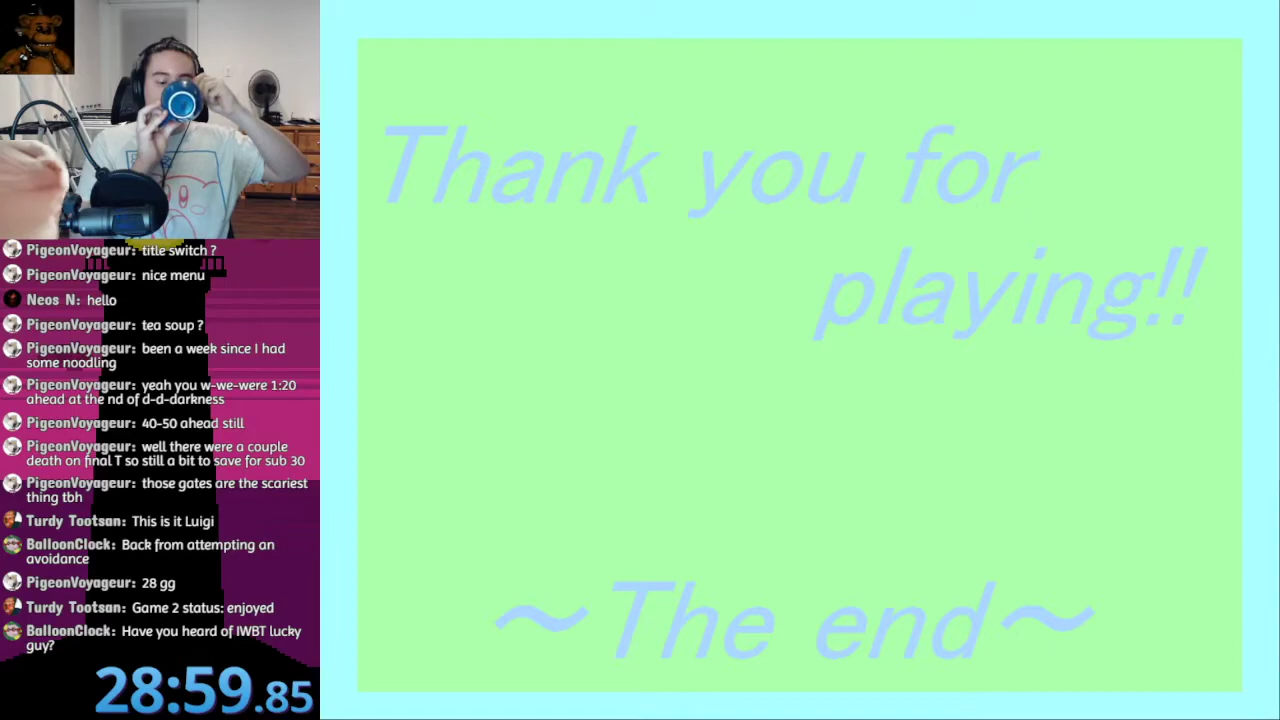 PigeonVoyageur: title switch ?
PigeonVoyageur: nice menu
Neos N: hello
PigeonVoyageur: tea soup ?
PigeonVoyageur: been a week since I had
some noodling
PigeonVoyageur: yeah you w-we-were 1:20
ahead at the nd of d-d-darkness
PigeonVoyageur: 40-50 ahead still
PigeonVoyageur: well there were a couple
death on final T so still a bit to save for sub 30
PigeonVoyageur: those gates are the scariest
thing tbh
Turdy Tootsan: This is it Luigi
BalloonClock: Back from attempting an
avoidance
PigeonVoyageur: 28 gg
Turdy Tootsan: Game 2 status: enjoyed
BalloonClock: Have you heard of IWBT lucky
guy?
28:59.85
Thank you for
playing!!
～The end～